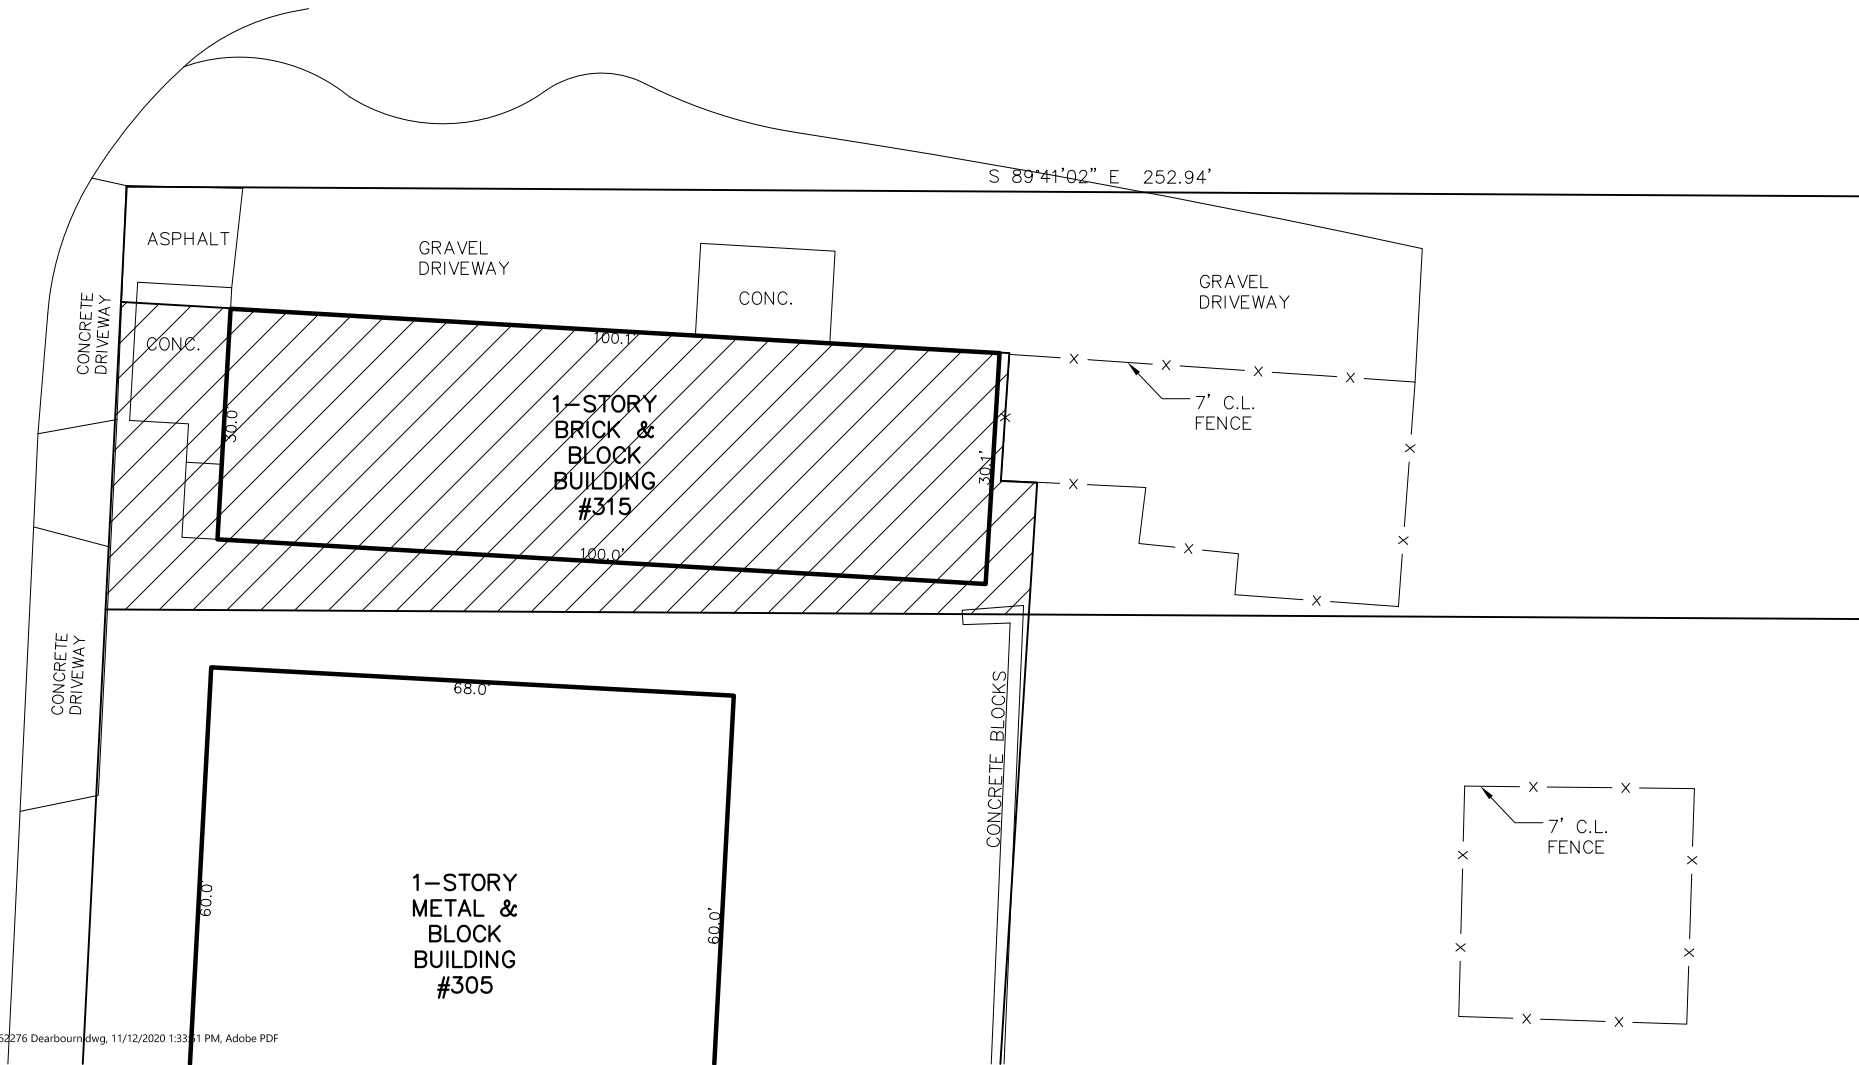 S 89°41'02" E 252.94'
ASPHALT
GRAVEL
DRIVEWAY
CONC.
GRAVEL
DRIVEWAY
CONCRETE
DRIVEWAY
CONC.
100.1'
7' C.L.
FENCE
30.0'
1-STORY
BRICK &
BLOCK
BUILDING
#315
30.1'
100.0'
CONCRETE
DRIVEWAY
68.0'
CONCRETE BLOCKS
7' C.L.
FENCE
60.0'
1-STORY
METAL &
BLOCK
BUILDING
#305
60.0'
62276 Dearbourn.dwg, 11/12/2020 1:33:51 PM, Adobe PDF